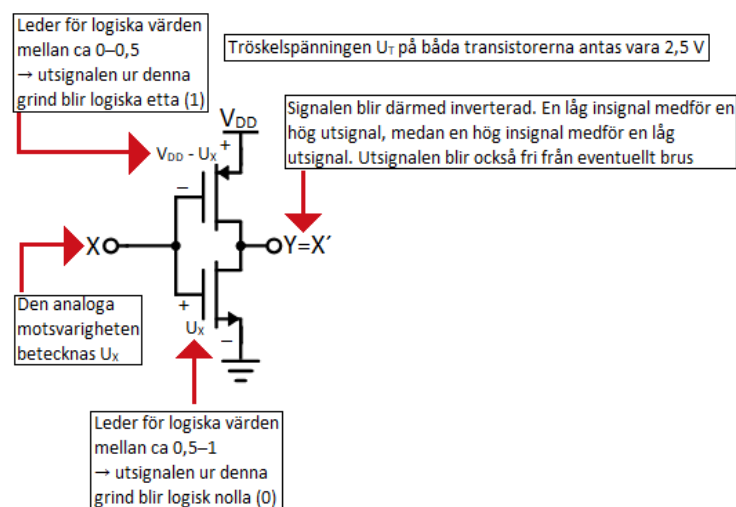 Leder för logiska värden
mellan ca 0–0,5
→ utsignalen ur denna
grind blir logiska etta (1)
Tröskelspänningen UT på båda transistorerna antas vara 2,5 V
Signalen blir därmed inverterad. En låg insignal medför en
hög utsignal, medan en hög insignal medför en låg
utsignal. Utsignalen blir också fri från eventuellt brus
VDD
VDD - UX
+
–
X
Y=X´
Den analoga
motsvarigheten
betecknas UX
+
UX
–
Leder för logiska värden
mellan ca 0,5–1
→ utsignalen ur denna
grind blir logisk nolla (0)